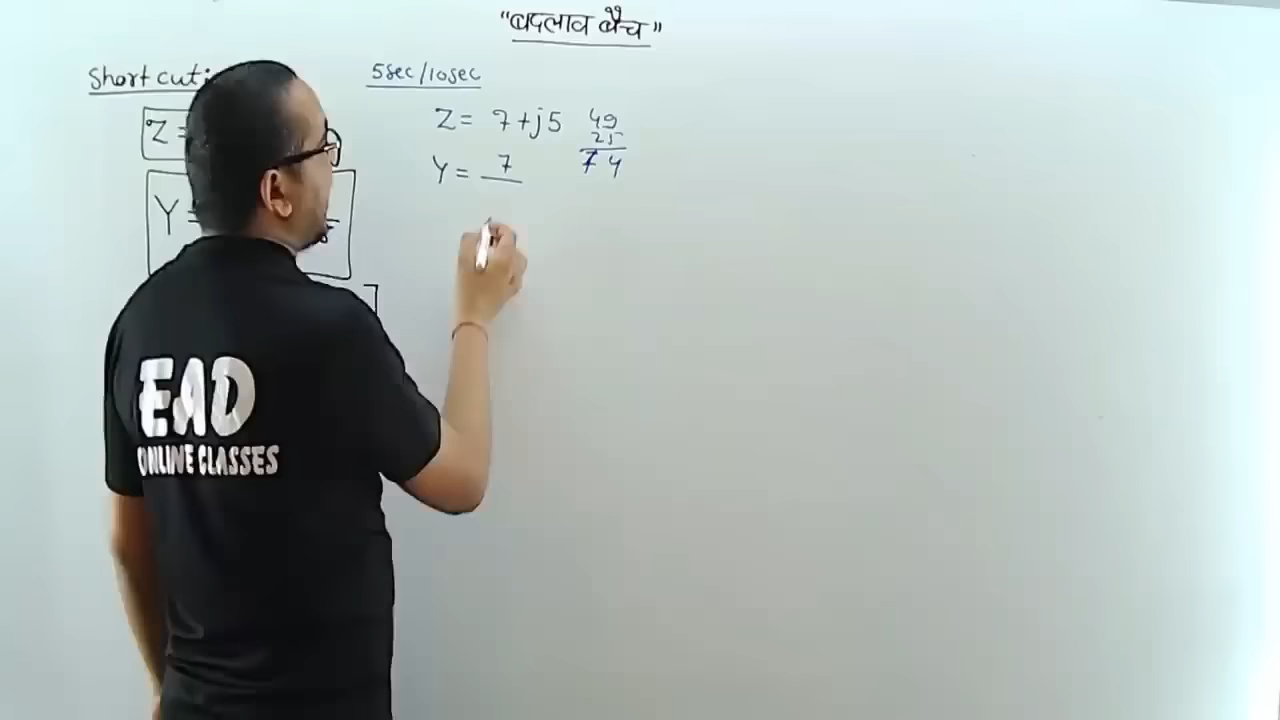 "बदलाव बैच"
Short cut:
5sec/10sec
Z =
Z = 7+j5
49
25
74
Y =
Y = 7
EAD
ONLINE CLASSES